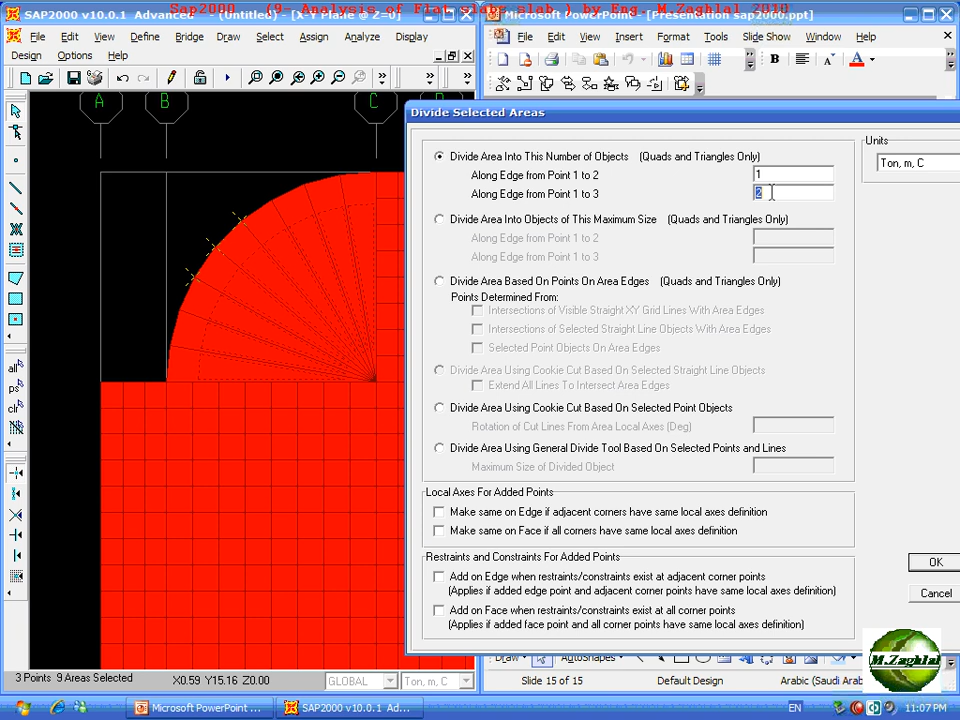 SAP2000 v10.0.1 Advanced - (Untitled) - [X-Y Plane @ Z=0]
Microsoft PowerPoint - [Presentation sap2000.ppt]
Sap2000 (9- Analysis of Flat slabs slab ) by Eng. M.Zaghlal 2010
File Edit View Define Bridge Draw Select Assign Analyze Display
Design Options Help
File Edit View Insert Format Tools Slide Show Window Help
A B C
Divide Selected Areas
Divide Area Into This Number of Objects (Quads and Triangles Only)
Along Edge from Point 1 to 2
1
Along Edge from Point 1 to 3
2
Units
Ton, m, C
Divide Area Into Objects of This Maximum Size (Quads and Triangles Only)
Along Edge from Point 1 to 2
Along Edge from Point 1 to 3
Divide Area Based On Points On Area Edges (Quads and Triangles Only)
Points Determined From:
Intersections of Visible Straight XY Grid Lines With Area Edges
Intersections of Selected Straight Line Objects With Area Edges
Selected Point Objects On Area Edges
Divide Area Using Cookie Cut Based On Selected Straight Line Objects
Extend All Lines To Intersect Area Edges
Divide Area Using Cookie Cut Based On Selected Point Objects
Rotation of Cut Lines From Area Local Axes (Deg)
Divide Area Using General Divide Tool Based On Selected Points and Lines
Maximum Size of Divided Object
Local Axes For Added Points
Make same on Edge if adjacent corners have same local axes definition
Make same on Face if all corners have same local axes definition
Restraints and Constraints For Added Points
Add on Edge when restraints/constraints exist at adjacent corner points
(Applies if added edge point and adjacent corner points have same local axes definition)
Add on Face when restraints/constraints exist at all corner points
(Applies if added face point and all corner points have same local axes definition)
OK
Cancel
all
ps
clr
M.Zaghlal
Draw AutoShapes
3 Points 9 Areas Selected X0.59 Y15.16 Z0.00 GLOBAL Ton, m, C
Slide 15 of 15 Default Design Arabic (Saudi Arab
Microsoft PowerPoint ... SAP2000 v10.0.1 Ad... EN 11:07 PM